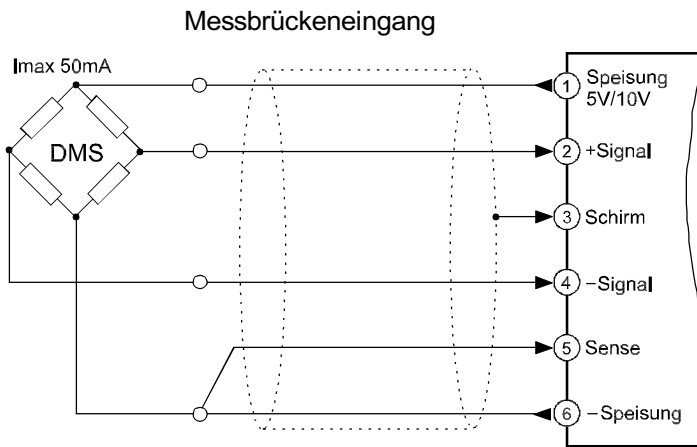 Messbrückeneingang
Imax 50mA
DMS
1 Speisung
5V/10V
2 +Signal
3 Schirm
4 −Signal
5 Sense
6 −Speisung